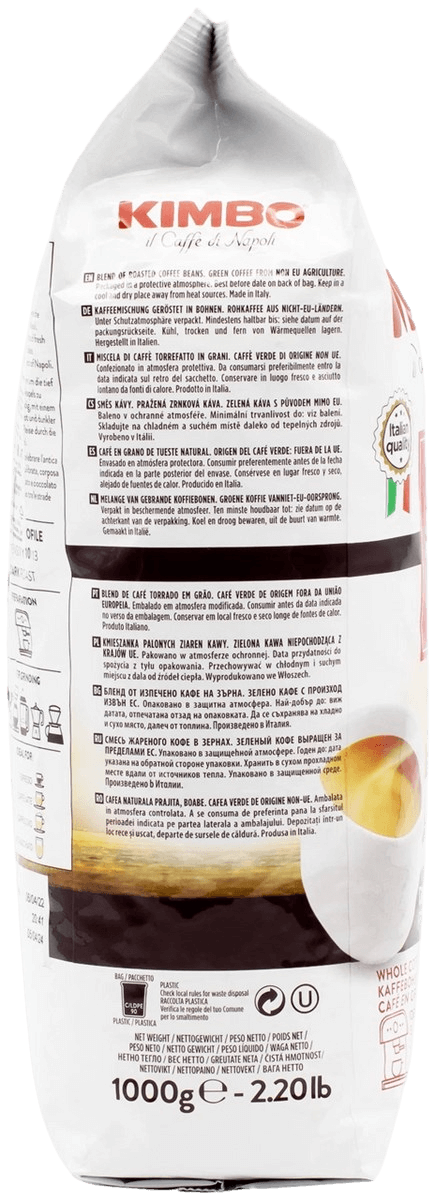 KIMBO
il Caffè di Napoli
EN BLEND OF ROASTED COFFEE BEANS. GREEN COFFEE FROM NON EU AGRICULTURE.
Packaged in a protective atmosphere. Best before date on back of bag. Keep in a
cool and dry place away from heat sources. Made in Italy.
DE KAFFEEMISCHUNG GERÖSTET IN BOHNEN. ROHKAFFEE AUS NICHT-EU-LÄNDERN.
Unter Schutzatmosphäre verpackt. Mindestens haltbar bis: siehe datum auf der
packungsrückseite. Kühl, trocken und fern von Wärmequellen lagern.
Hergestellt in Italien.
IT MISCELA DI CAFFÈ TORREFATTO IN GRANI. CAFFÈ VERDE DI ORIGINE NON UE.
Confezionato in atmosfera protettiva. Da consumarsi preferibilmente entro la
data indicata sul retro del sacchetto. Conservare in luogo fresco e asciutto
lontano da fonti di calore. Prodotto in Italia.
CS SMĚS KÁVY. PRAŽENÁ ZRNKOVÁ KÁVA. ZELENÁ KÁVA S PŮVODEM MIMO EU.
Baleno v ochranné atmosféře. Minimální trvanlivost do: viz balení.
Skladujte na chladném a suchém místě daleko od tepelných zdrojů.
Vyrobeno v Itálii.
ES CAFÉ EN GRANO DE TUESTE NATURAL. ORIGEN DEL CAFÉ VERDE: FUERA DE LA UE.
Envasado en atmósfera protectora. Consumir preferentemente antes de la fecha
indicada en la parte posterior del envase. Consérvese en lugar fresco y seco,
alejado de fuentes de calor. Producido en Italia.
NL MELANGE VAN GEBRANDE KOFFIEBONEN. GROENE KOFFIE VANNIET-EU-OORSPRONG.
Verpakt in beschermende atmosfeer. Ten minste houdbaar tot: zie datum op de
achterkant van de verpakking. Koel en droog bewaren, uit de buurt van warmte.
Gemaakt in Italië.
PT BLEND DE CAFÉ TORRADO EM GRÃO. CAFÉ VERDE DE ORIGEM FORA DA UNIÃO
EUROPEIA. Embalado em atmosfera modificada. Consumir antes da data indicada
no verso da embalagem. Conservar em local fresco e seco longe de fontes de calor.
Produto Italiano.
PL KMIESZANKA PALONYCH ZIAREN KAWY. ZIELONA KAWA NIEPOCHODZĄCA Z
KRAJÓW UE. Pakowano w atmosferze ochronnej. Data przydatności do
spożycia z tyłu opakowania. Przechowywać w chłodnym i suchym
miejscu z dala od źródeł ciepła. Wyprodukowano we Włoszech.
BG БЛЕНД ОТ ИЗПЕЧЕНО КАФЕ НА ЗЪРНА. ЗЕЛЕНО КАФЕ С ПРОИЗХОД
ИЗВЪН ЕС. Опаковано в защитна атмосфера. Най-добър до: виж
датата, отпечатана отзад на опаковката. Да се съхранява на хладно
и сухо място, далеч от топлина. Произведено в Италия.
RU СМЕСЬ ЖАРЕНОГО КОФЕ В ЗЕРНАХ. ЗЕЛЕНЫЙ КОФЕ ВЫРАЩЕН ЗА
ПРЕДЕЛАМИ ЕС. Упаковано в защищенной атмосфере. Годен до: дата
указана на обратной стороне упаковки. Хранить в сухом прохладном
месте вдали от источников тепла. Упаковано в защищенной среде.
Произведено в Италии.
RO CAFEA NATURALA PRAJITA, BOABE. CAFEA VERDE DE ORIGINE NON-UE. Ambalata
in atmosfera controlata. A se consuma de preferinta pana la sfarsitul
perioadei indicata pe partea laterala a ambalajului. Depozitați într-un
loc rece și uscat, departe de sursele de căldură. Produsa in Italia.
Italian
quality
BAG / PACCHETTO
C/LDPE
90
PLASTIC / PLASTICA
PLASTIC
Check local rules for waste disposal
RACCOLTA PLASTICA
Verifica le regole del tuo Comune
per lo smaltimento
U
NET WEIGHT / NETTOGEWICHT / PESO NETTO / POIDS NET /
PESO NETO / NETTO GEWICHT / PESO LÍQUIDO / WAGA NETTO /
НЕТНО ТЕГЛО / ВЕС НЕТТО / GREUTATE NETA / ČISTÁ HMOTNOST/
NETTOVIKT / NETTOPAINO / NETTOVEKT / ВАГА НЕТТО
1000g ℮ - 2.20lb
WHOLE
KAFFEEBO
CAFÉ EN G